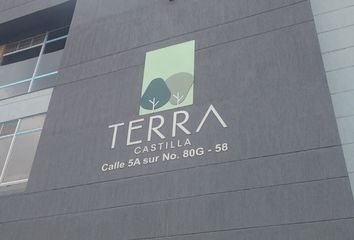 TERRA
CASTILLA
Calle 5A sur No. 80G - 58